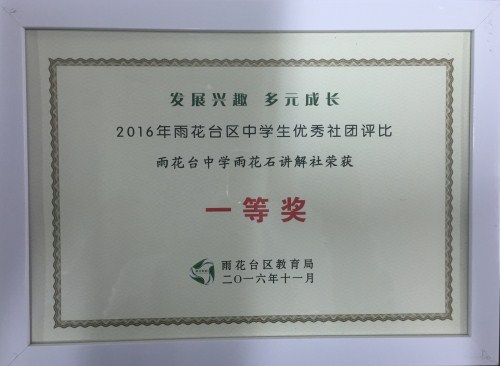 发展兴趣 多元成长
2016年雨花台区中学生优秀社团评比
雨花台中学雨花石讲解社荣获
一等奖
雨花台区教育局
二〇一六年十一月